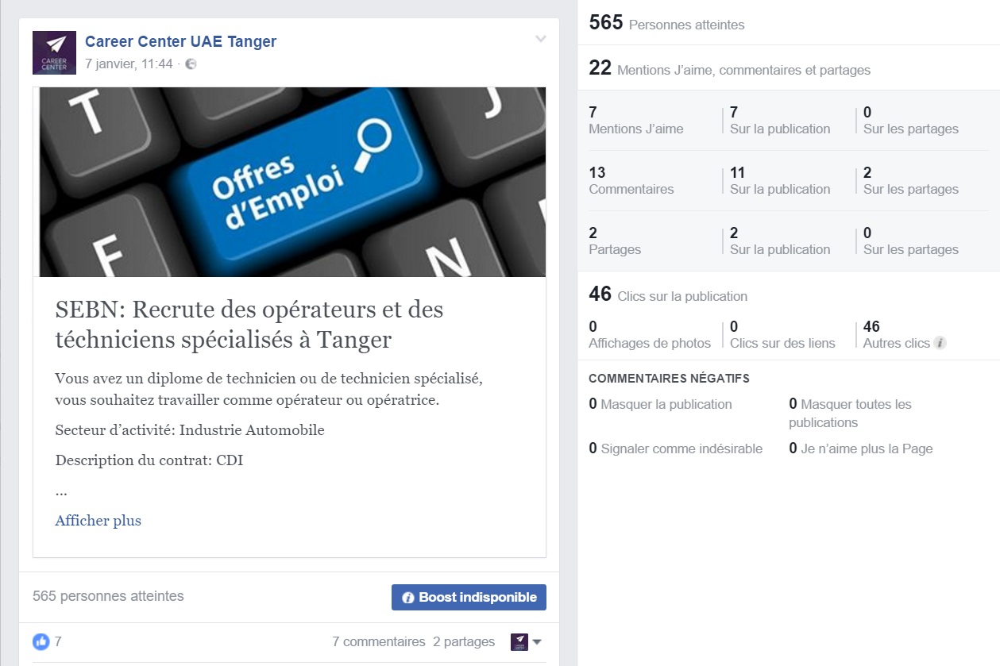 CAREER
CENTER
Career Center UAE Tanger
7 janvier, 11:44 ·
T
J
Offres
d'Emploi
F
N
SEBN: Recrute des opérateurs et des
téchniciens spécialisés à Tanger
Vous avez un diplome de technicien ou de technicien spécialisé,
vous souhaitez travailler comme opérateur ou opératrice.
Secteur d'activité: Industrie Automobile
Description du contrat: CDI
...
Afficher plus
565 personnes atteintes
Boost indisponible
7
7 commentaires 2 partages
565 Personnes atteintes
22 Mentions J'aime, commentaires et partages
7 7 0
Mentions J'aime Sur la publication Sur les partages
13 11 2
Commentaires Sur la publication Sur les partages
2 2 0
Partages Sur la publication Sur les partages
46 Clics sur la publication
0 0 46
Affichages de photos Clics sur des liens Autres clics
COMMENTAIRES NÉGATIFS
0 Masquer la publication
0 Masquer toutes les
publications
0 Signaler comme indésirable
0 Je n'aime plus la Page